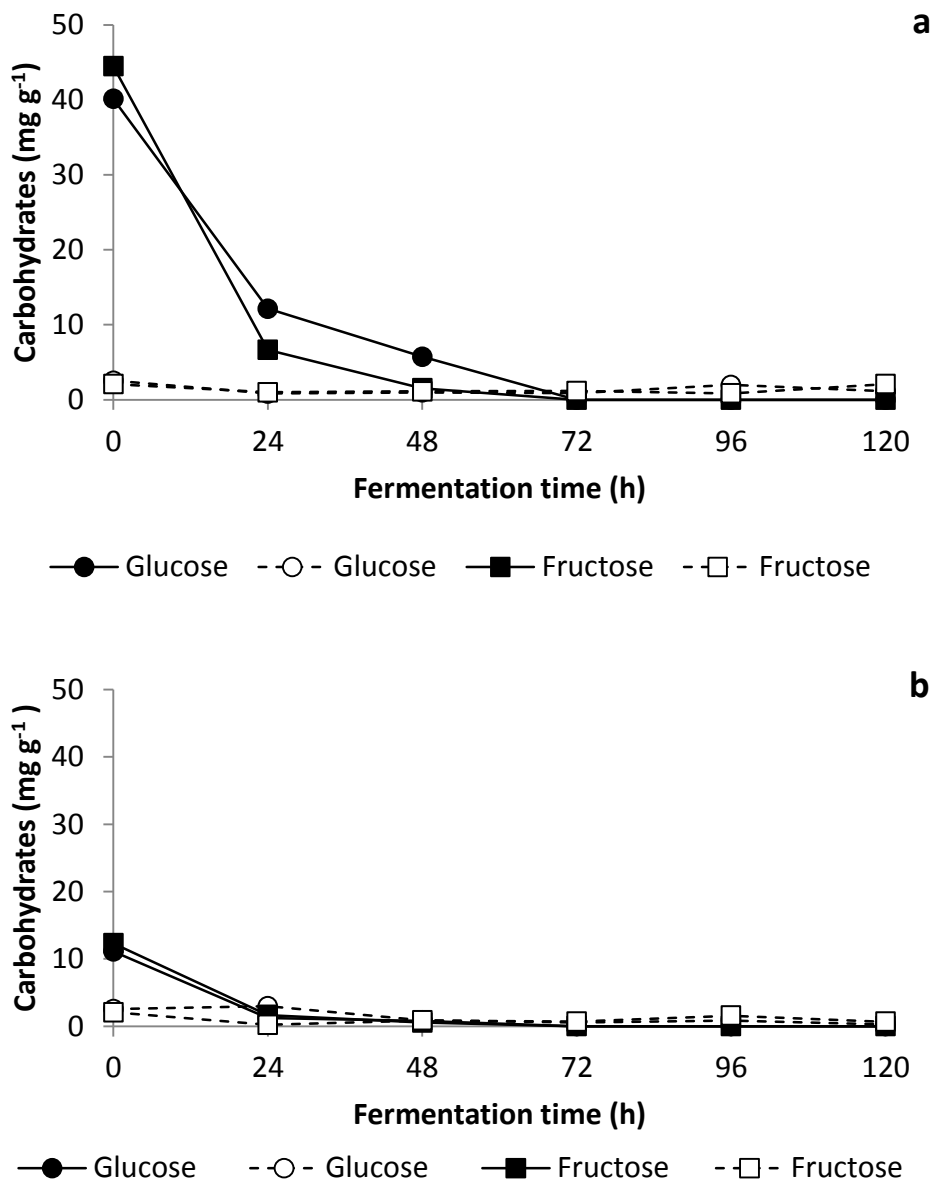 a
50
40
30
20
10
0
Carbohydrates (mg g⁻¹)
0 24 48 72 96 120
Fermentation time (h)
Glucose Glucose Fructose Fructose
b
50
40
30
20
10
0
Carbohydrates (mg g⁻¹ )
0 24 48 72 96 120
Fermentation time (h)
Glucose Glucose Fructose Fructose